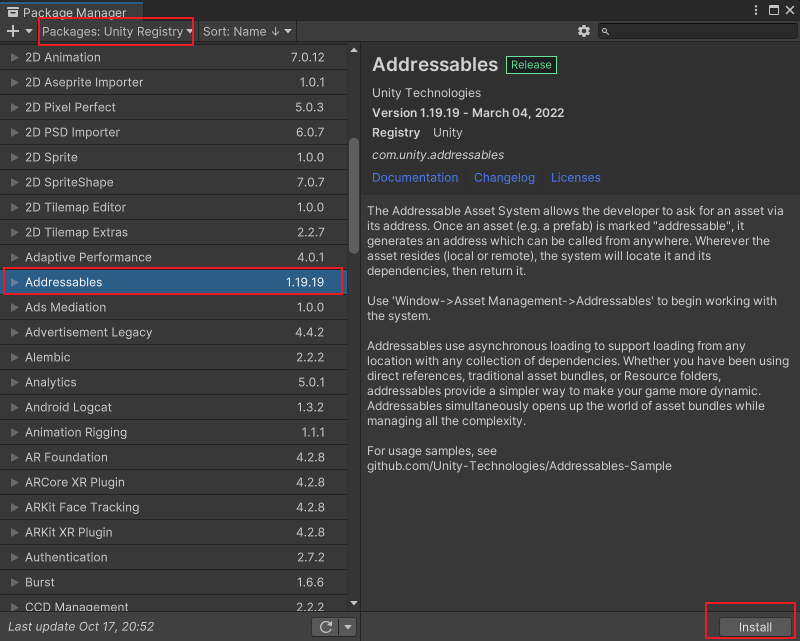 Package Manager
Packages: Unity Registry
Sort: Name ↓
2D Animation 7.0.12
2D Aseprite Importer 1.0.1
2D Pixel Perfect 5.0.3
2D PSD Importer 6.0.7
2D Sprite 1.0.0
2D SpriteShape 7.0.7
2D Tilemap Editor 1.0.0
2D Tilemap Extras 2.2.7
Adaptive Performance 4.0.1
Addressables 1.19.19
Ads Mediation 1.0.0
Advertisement Legacy 4.4.2
Alembic 2.2.2
Analytics 5.0.1
Android Logcat 1.3.2
Animation Rigging 1.1.1
AR Foundation 4.2.8
ARCore XR Plugin 4.2.8
ARKit Face Tracking 4.2.8
ARKit XR Plugin 4.2.8
Authentication 2.7.2
Burst 1.6.6
CCD Management 2.2.2
Last update Oct 17, 20:52
Addressables Release
Unity Technologies
Version 1.19.19 - March 04, 2022
Registry Unity
com.unity.addressables
Documentation Changelog Licenses
The Addressable Asset System allows the developer to ask for an asset via
its address. Once an asset (e.g. a prefab) is marked "addressable", it
generates an address which can be called from anywhere. Wherever the
asset resides (local or remote), the system will locate it and its
dependencies, then return it.
Use 'Window->Asset Management->Addressables' to begin working with
the system.
Addressables use asynchronous loading to support loading from any
location with any collection of dependencies. Whether you have been using
direct references, traditional asset bundles, or Resource folders,
addressables provide a simpler way to make your game more dynamic.
Addressables simultaneously opens up the world of asset bundles while
managing all the complexity.
For usage samples, see
github.com/Unity-Technologies/Addressables-Sample
Install